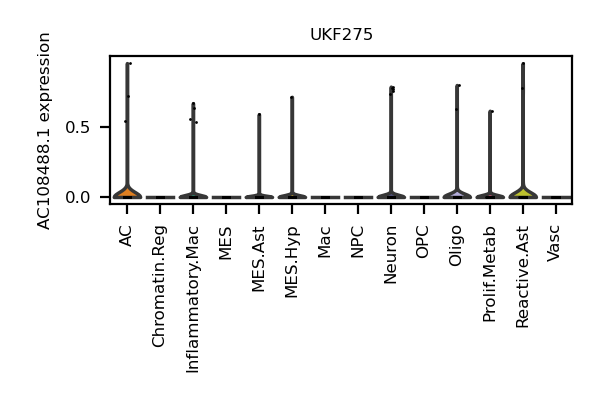 UKF275
AC108488.1 expression
0.5
0.0
AC
Chromatin.Reg
Inflammatory.Mac
MES
MES.Ast
MES.Hyp
Mac
NPC
Neuron
OPC
Oligo
Prolif.Metab
Reactive.Ast
Vasc